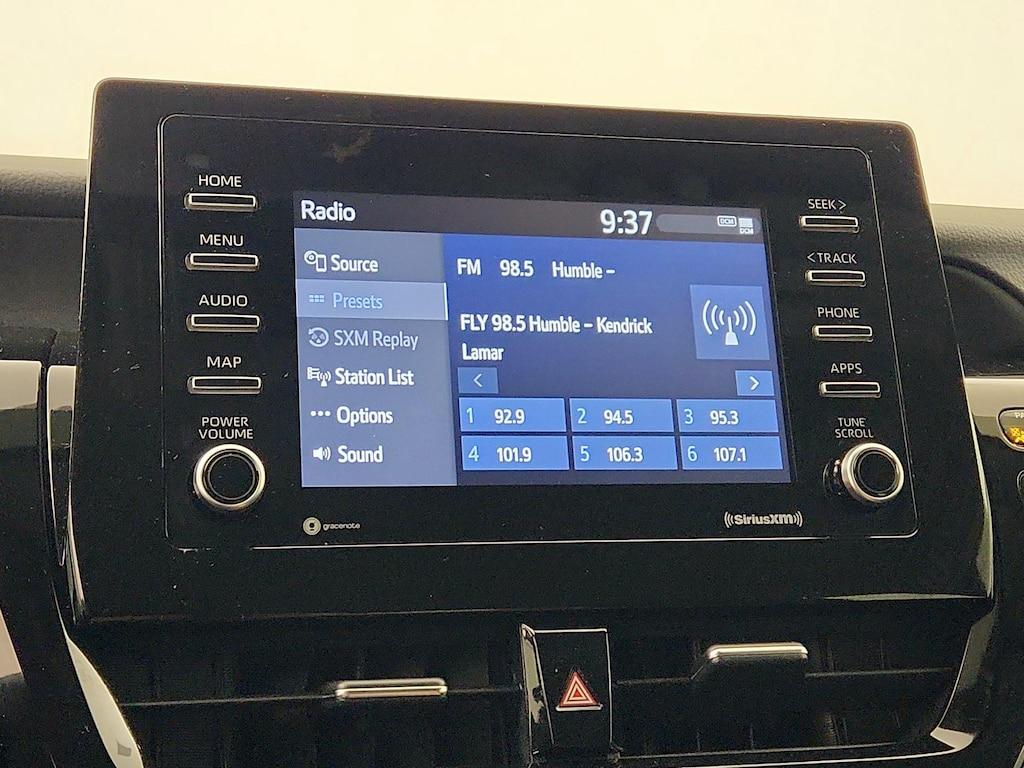 HOME
MENU
AUDIO
MAP
POWER
VOLUME
Radio
9:37
DCM
DCM
Source
Presets
SXM Replay
Station List
Options
Sound
FM 98.5 Humble –
FLY 98.5 Humble – Kendrick
Lamar
<
>
1 92.9
2 94.5
3 95.3
4 101.9
5 106.3
6 107.1
SEEK >
< TRACK
PHONE
APPS
TUNE
SCROLL
gracenote
((SiriusXM))